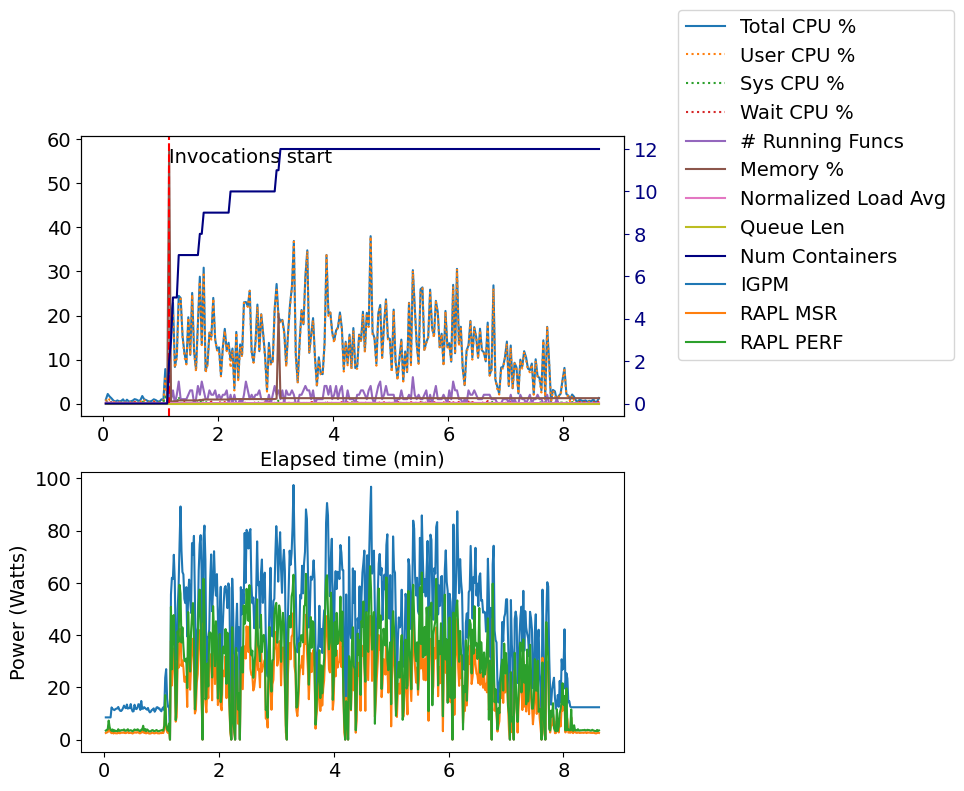 Total CPU %
User CPU %
Sys CPU %
Wait CPU %
# Running Funcs
Memory %
Normalized Load Avg
Queue Len
Num Containers
IGPM
RAPL MSR
RAPL PERF
Invocations start
60
50
40
30
20
10
0
12
10
8
6
4
2
0
0 2 4 6 8
Elapsed time (min)
Power (Watts)
100
80
60
40
20
0
0 2 4 6 8